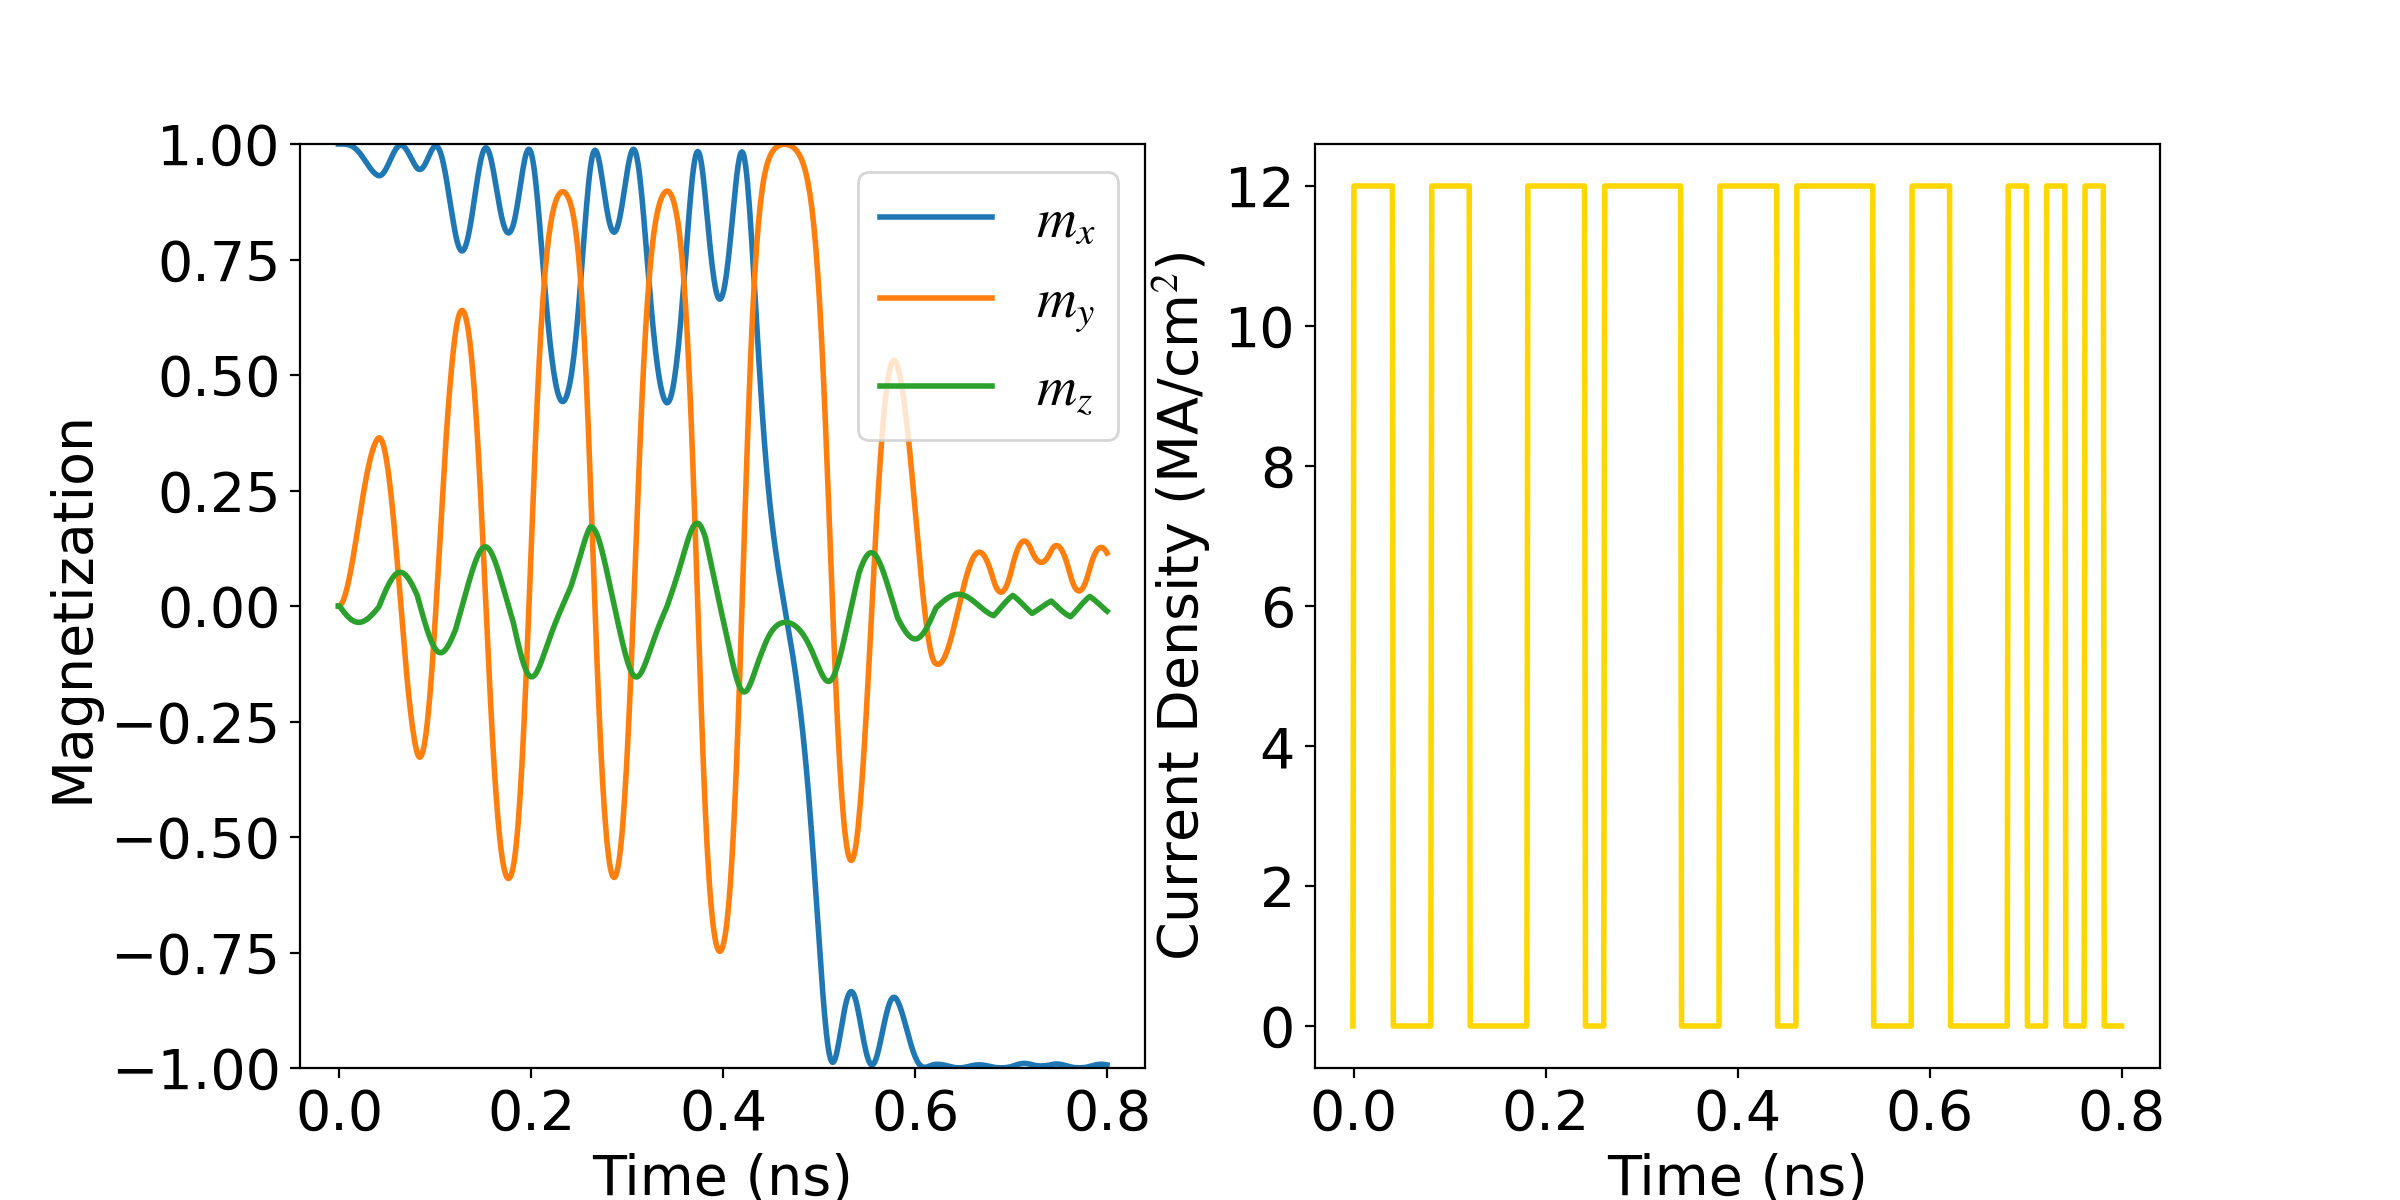 Magnetization
1.00
0.75
0.50
0.25
0.00
−0.25
−0.50
−0.75
−1.00
0.0 0.2 0.4 0.6 0.8
Time (ns)
m_x
m_y
m_z
Current Density (MA/cm²)
12
10
8
6
4
2
0
0.0 0.2 0.4 0.6 0.8
Time (ns)